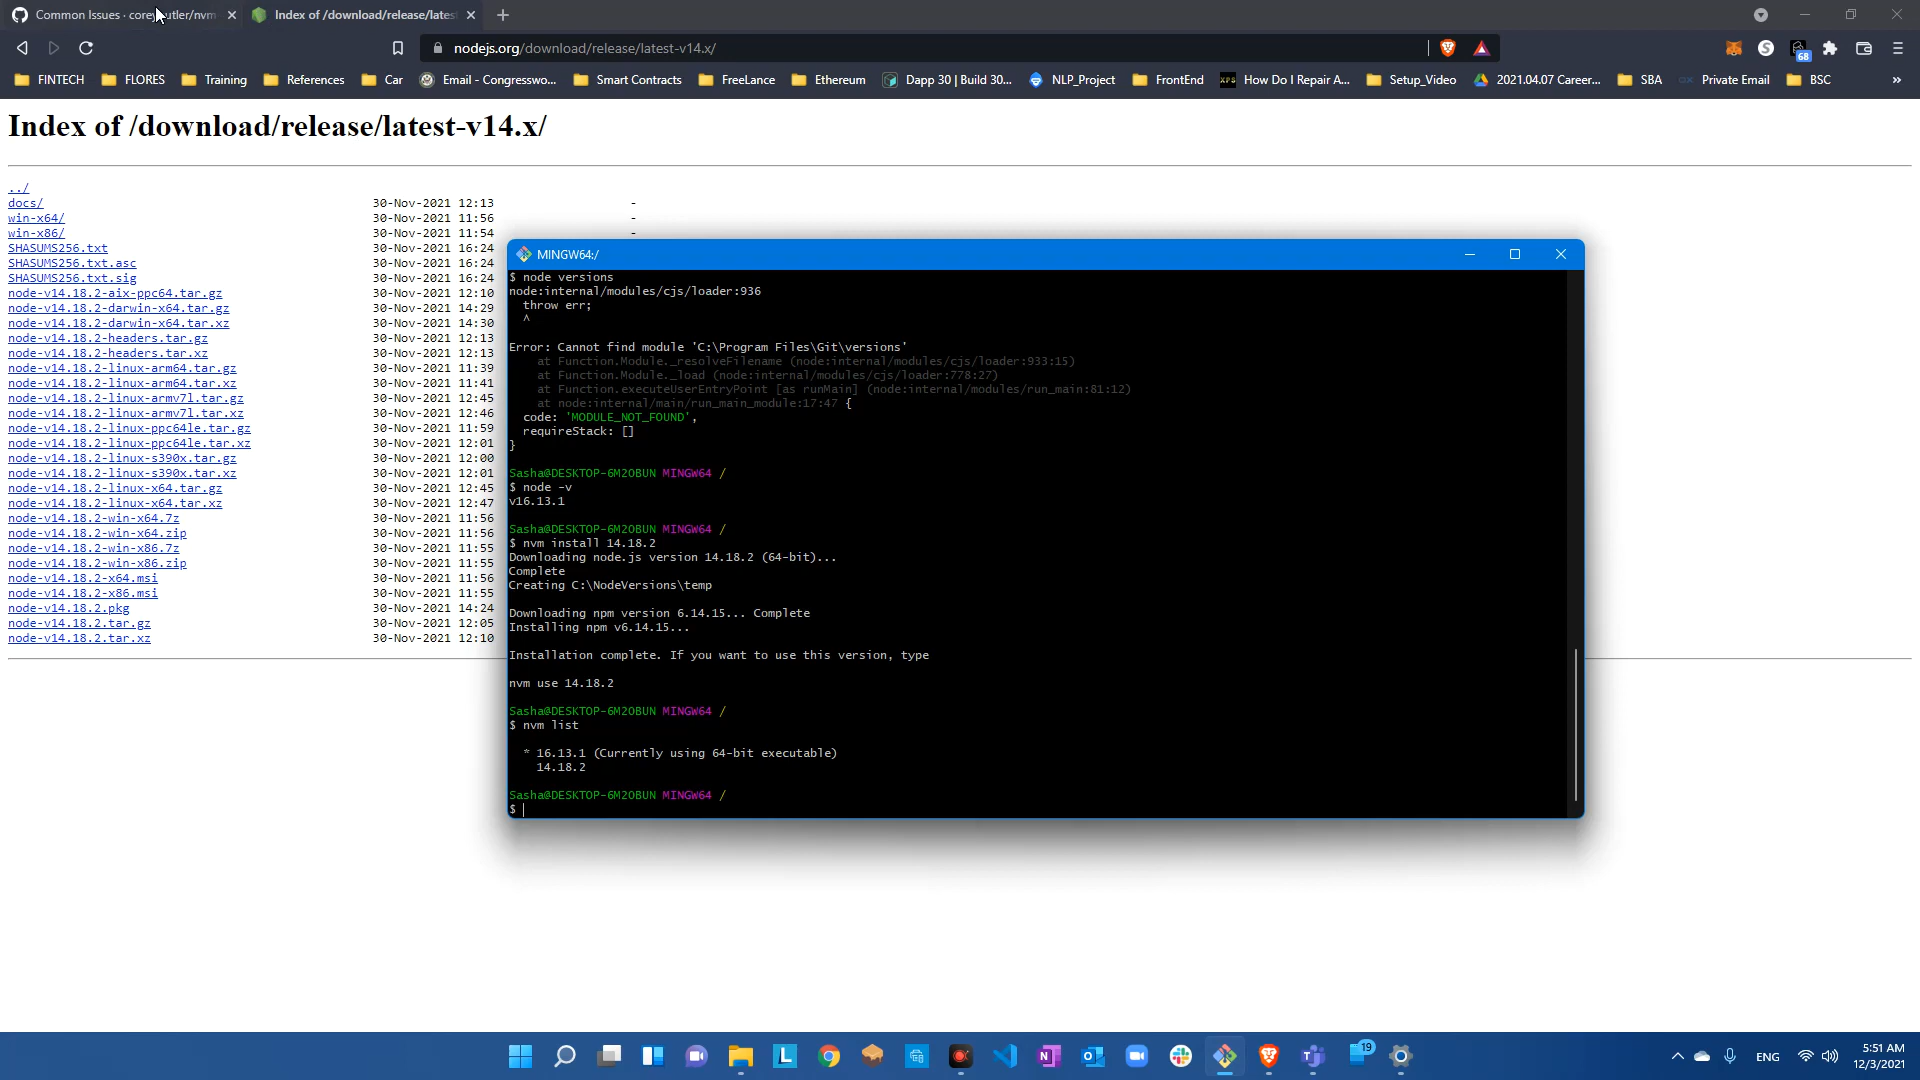 Common Issues · corey utler/nvm
Index of /download/release/latest
nodejs.org/download/release/latest-v14.x/
68
FINTECH
FLORES
Training
References
Car
Email - Congresswo...
Smart Contracts
FreeLance
Ethereum
Dapp 30 | Build 30...
NLP_Project
FrontEnd
How Do I Repair A...
Setup_Video
2021.04.07 Career...
SBA
Private Email
BSC
»
Index of /download/release/latest-v14.x/
../
docs/ 30-Nov-2021 12:13 -
win-x64/ 30-Nov-2021 11:56 -
win-x86/ 30-Nov-2021 11:54 -
SHASUMS256.txt 30-Nov-2021 16:24
SHASUMS256.txt.asc 30-Nov-2021 16:24
SHASUMS256.txt.sig 30-Nov-2021 16:24
node-v14.18.2-aix-ppc64.tar.gz 30-Nov-2021 12:10
node-v14.18.2-darwin-x64.tar.gz 30-Nov-2021 14:29
node-v14.18.2-darwin-x64.tar.xz 30-Nov-2021 14:30
node-v14.18.2-headers.tar.gz 30-Nov-2021 12:13
node-v14.18.2-headers.tar.xz 30-Nov-2021 12:13
node-v14.18.2-linux-arm64.tar.gz 30-Nov-2021 11:39
node-v14.18.2-linux-arm64.tar.xz 30-Nov-2021 11:41
node-v14.18.2-linux-armv7l.tar.gz 30-Nov-2021 12:45
node-v14.18.2-linux-armv7l.tar.xz 30-Nov-2021 12:46
node-v14.18.2-linux-ppc64le.tar.gz 30-Nov-2021 11:59
node-v14.18.2-linux-ppc64le.tar.xz 30-Nov-2021 12:01
node-v14.18.2-linux-s390x.tar.gz 30-Nov-2021 12:00
node-v14.18.2-linux-s390x.tar.xz 30-Nov-2021 12:01
node-v14.18.2-linux-x64.tar.gz 30-Nov-2021 12:45
node-v14.18.2-linux-x64.tar.xz 30-Nov-2021 12:47
node-v14.18.2-win-x64.7z 30-Nov-2021 11:56
node-v14.18.2-win-x64.zip 30-Nov-2021 11:56
node-v14.18.2-win-x86.7z 30-Nov-2021 11:55
node-v14.18.2-win-x86.zip 30-Nov-2021 11:55
node-v14.18.2-x64.msi 30-Nov-2021 11:56
node-v14.18.2-x86.msi 30-Nov-2021 11:55
node-v14.18.2.pkg 30-Nov-2021 14:24
node-v14.18.2.tar.gz 30-Nov-2021 12:05
node-v14.18.2.tar.xz 30-Nov-2021 12:10
MINGW64:/
$ node versions
node:internal/modules/cjs/loader:936
throw err;
^
Error: Cannot find module 'C:\Program Files\Git\versions'
at Function.Module._resolveFilename (node:internal/modules/cjs/loader:933:15)
at Function.Module._load (node:internal/modules/cjs/loader:778:27)
at Function.executeUserEntryPoint [as runMain] (node:internal/modules/run_main:81:12)
at node:internal/main/run_main_module:17:47 {
code: 'MODULE_NOT_FOUND',
requireStack: []
}
Sasha@DESKTOP-6M2OBUN MINGW64 /
$ node -v
v16.13.1
Sasha@DESKTOP-6M2OBUN MINGW64 /
$ nvm install 14.18.2
Downloading node.js version 14.18.2 (64-bit)...
Complete
Creating C:\NodeVersions\temp
Downloading npm version 6.14.15... Complete
Installing npm v6.14.15...
Installation complete. If you want to use this version, type
nvm use 14.18.2
Sasha@DESKTOP-6M2OBUN MINGW64 /
$ nvm list
* 16.13.1 (Currently using 64-bit executable)
14.18.2
Sasha@DESKTOP-6M2OBUN MINGW64 /
$
19
ENG
5:51 AM
12/3/2021